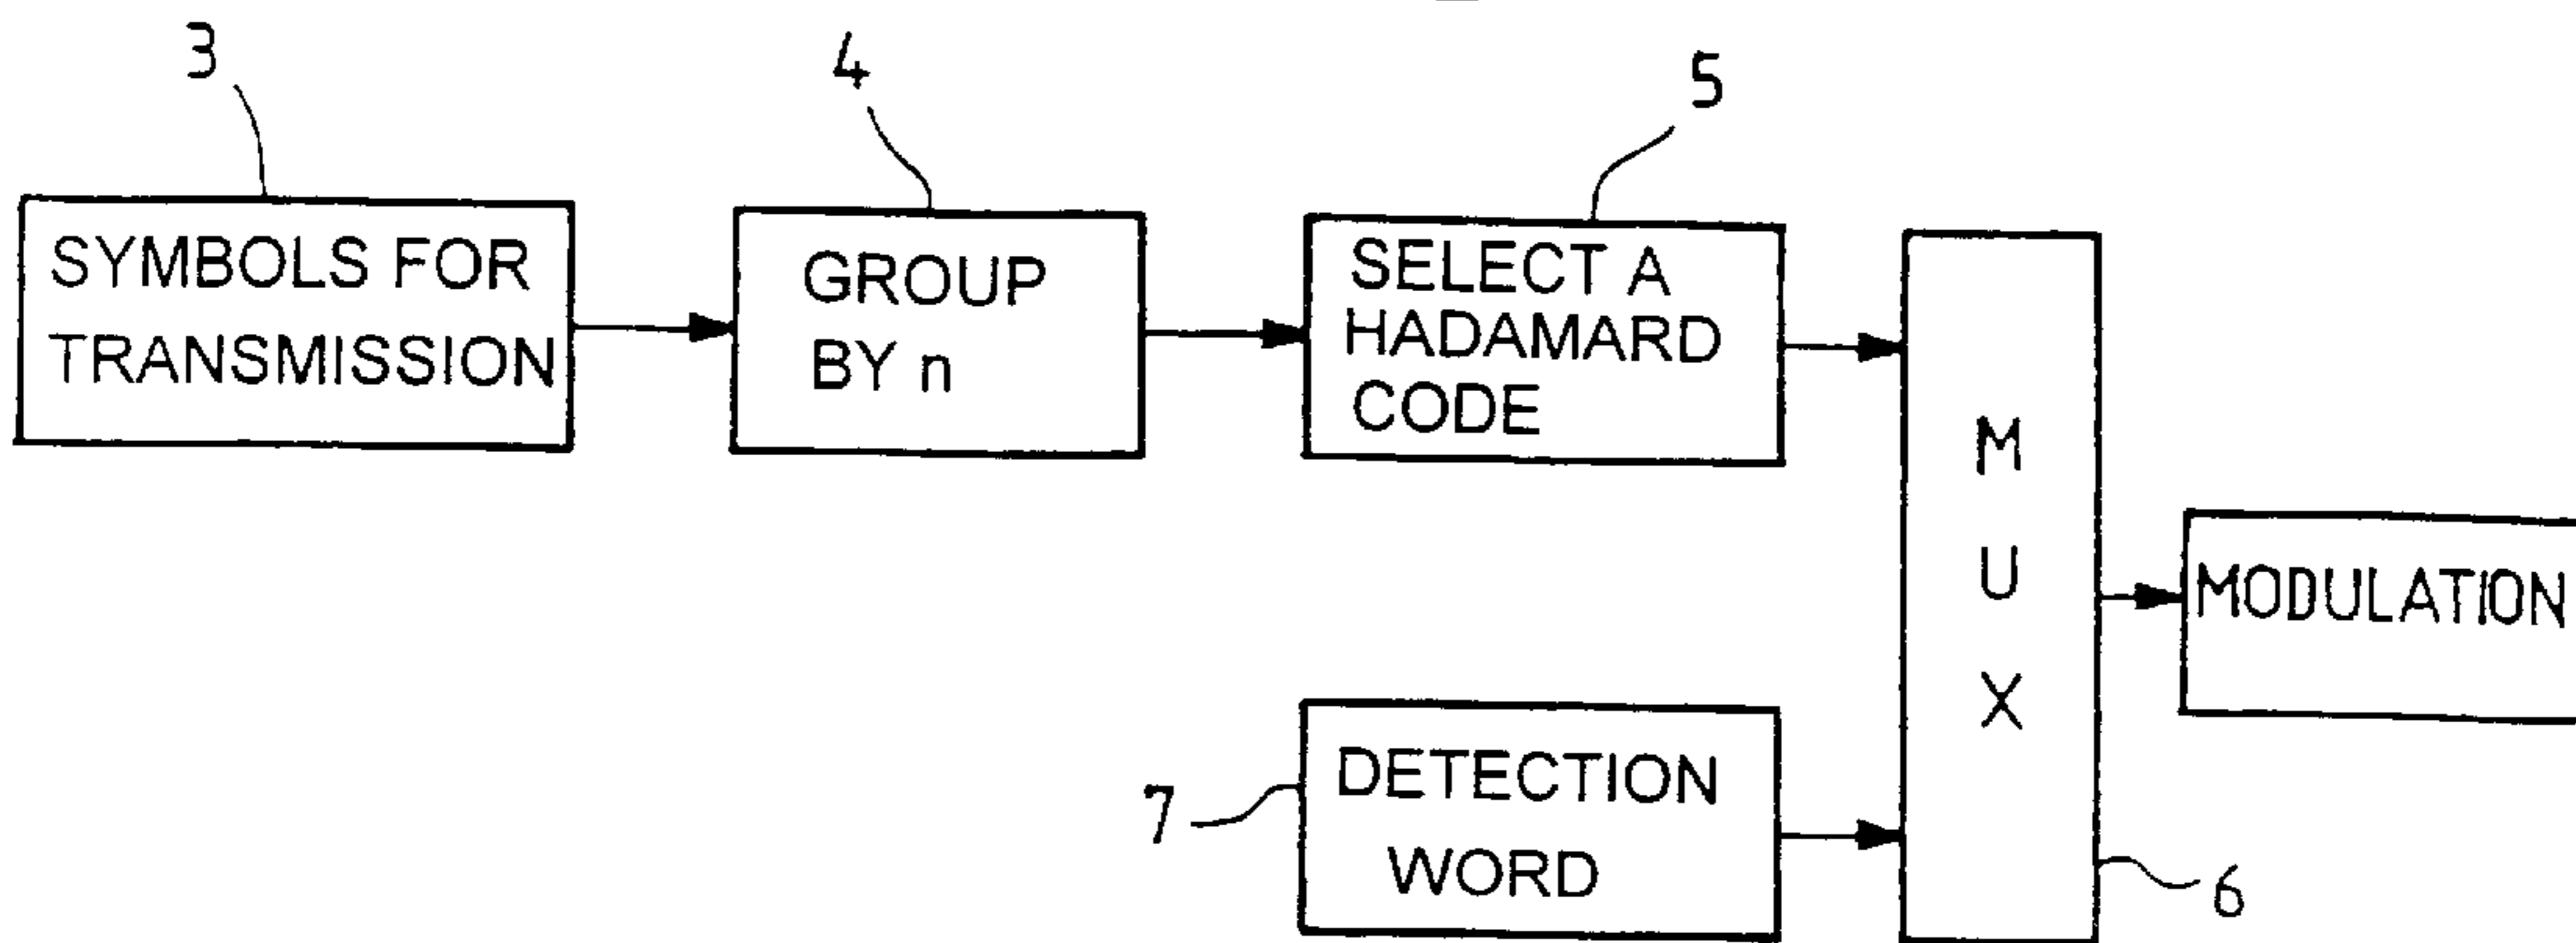 3
4
5
SYMBOLS FOR
TRANSMISSION
GROUP
BY n
SELECT A
HADAMARD
CODE
M
U
X
MODULATION
7
DETECTION
WORD
6